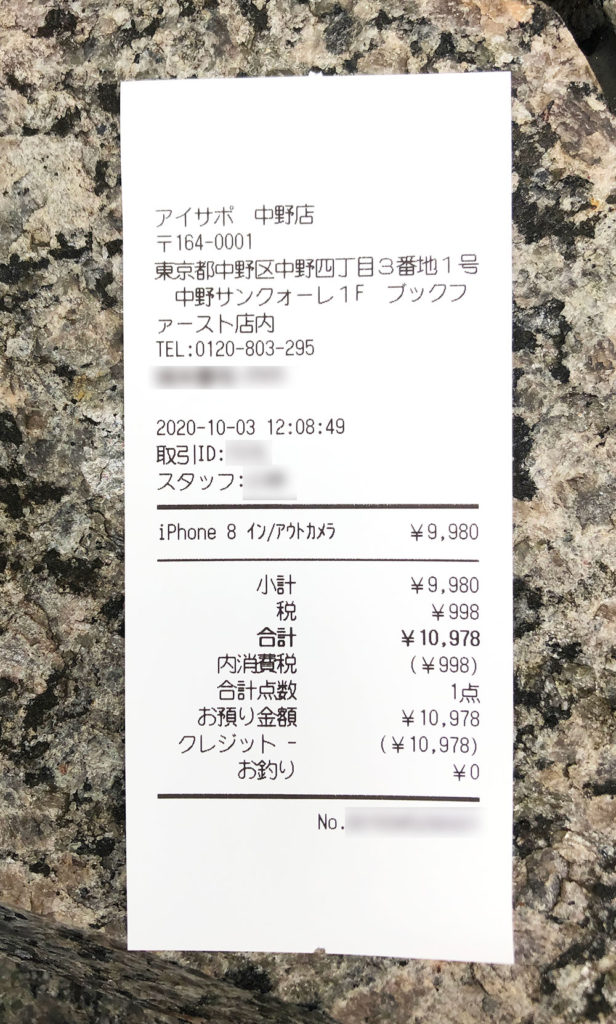 アイサポ 中野店
〒164-0001
東京都中野区中野四丁目３番地１号
中野サンクォーレ１F ブックフ
ァースト店内
TEL:0120-803-295
2020-10-03 12:08:49
取引ID:
スタッフ:
iPhone 8 ｲﾝ/ｱｳﾄｶﾒﾗ ￥9,980
小計 ￥9,980
税 ￥998
合計 ￥10,978
内消費税 (￥998)
合計点数 1点
お預り金額 ￥10,978
クレジット - (￥10,978)
お釣り ￥0
No.